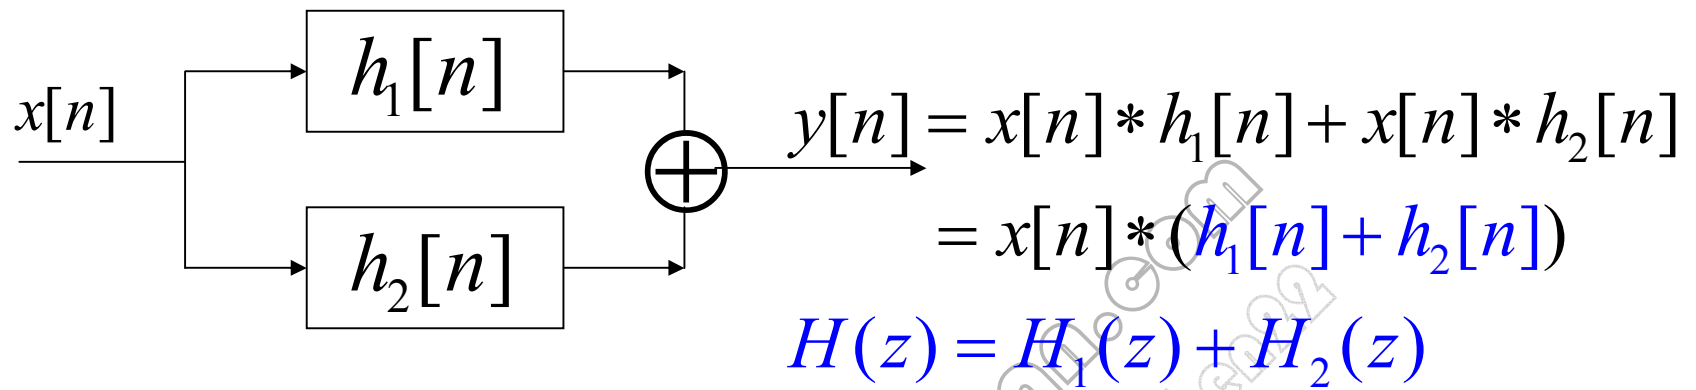 x[n]
h₁[n]
h₂[n]
y[n] = x[n] * h₁[n] + x[n] * h₂[n]
= x[n] * (h₁[n] + h₂[n])
H(z) = H₁(z) + H₂(z)